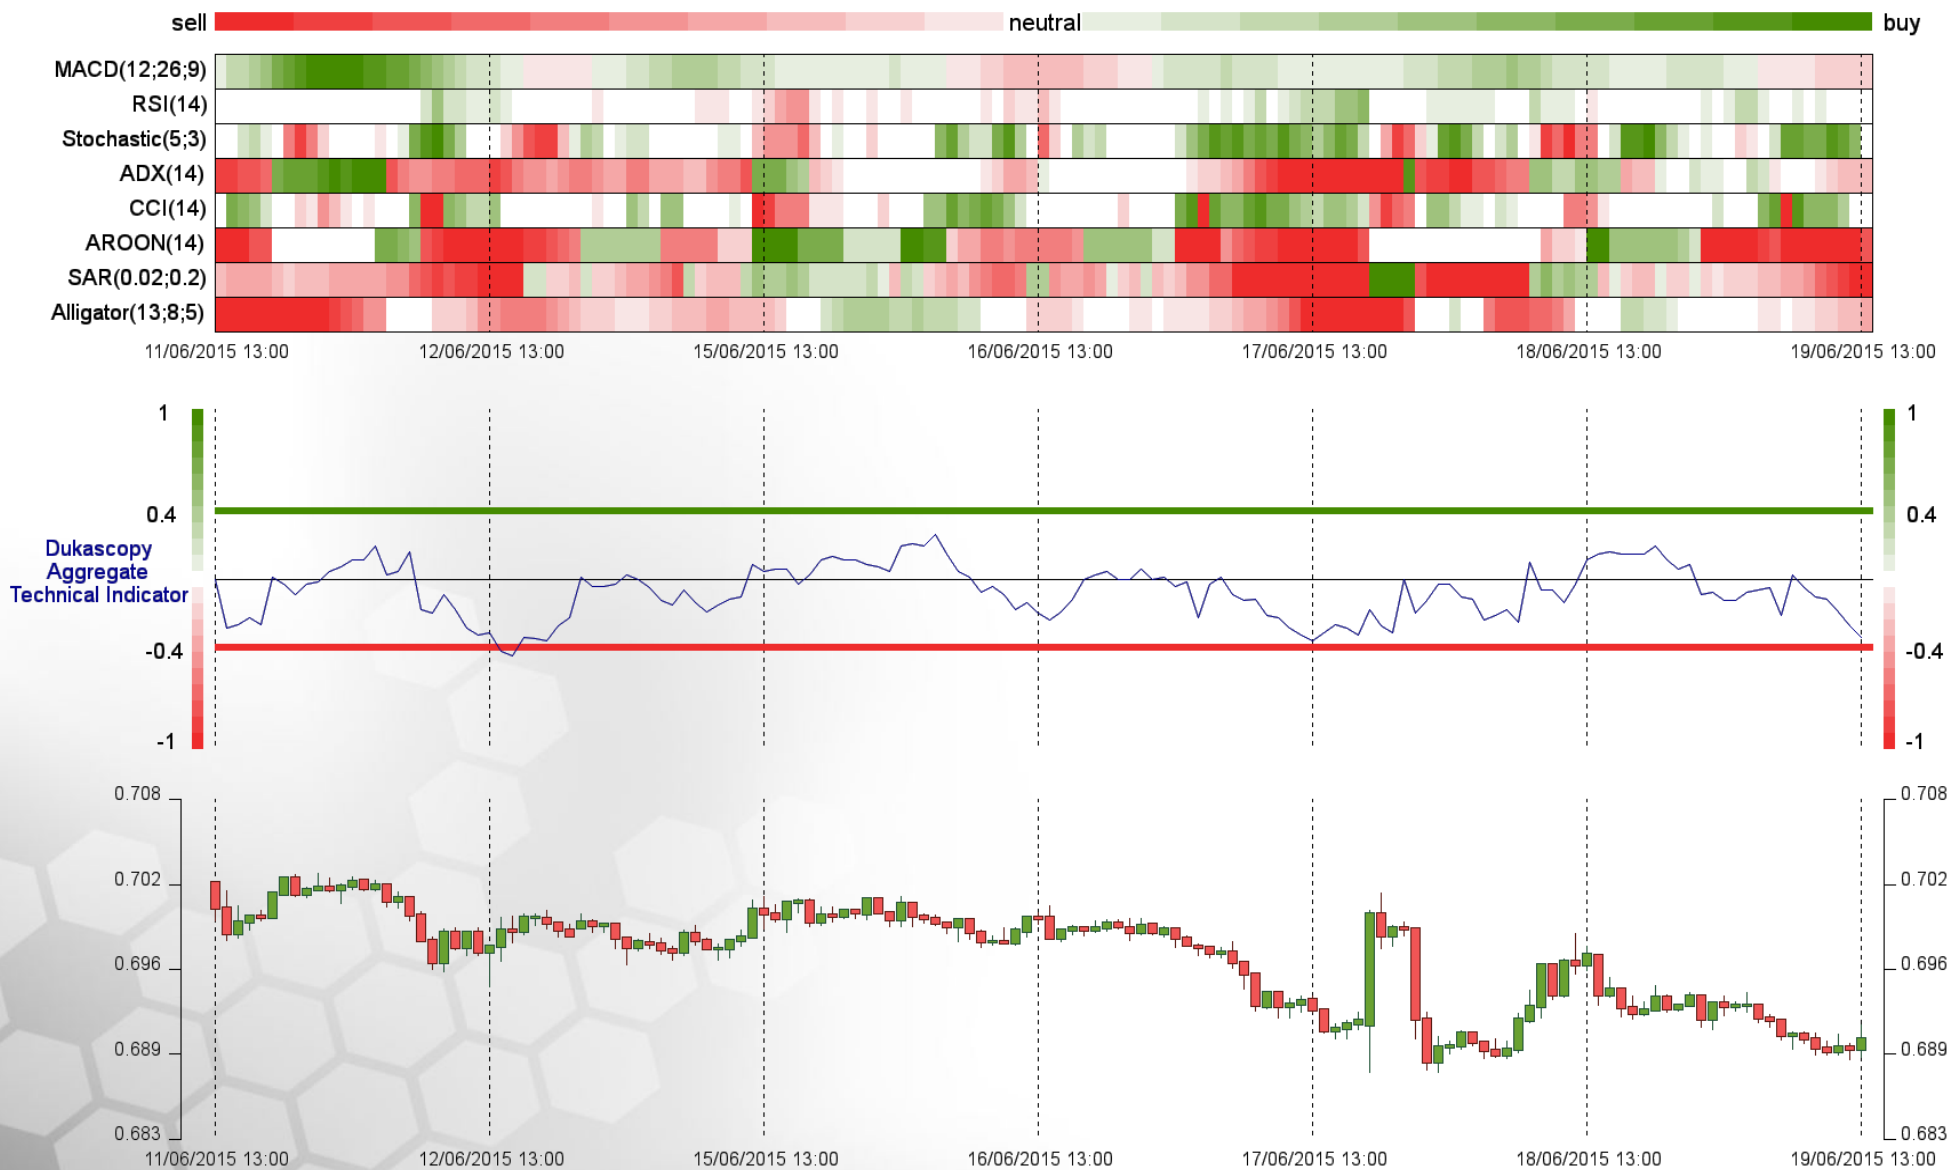 sell neutral buy
MACD(12;26;9)
RSI(14)
Stochastic(5;3)
ADX(14)
CCI(14)
AROON(14)
SAR(0.02;0.2)
Alligator(13;8;5)
11/06/2015 13:00 12/06/2015 13:00 15/06/2015 13:00 16/06/2015 13:00 17/06/2015 13:00 18/06/2015 13:00 19/06/2015 13:00
1 1
0.4 0.4
Dukascopy
Aggregate
Technical Indicator
-0.4 -0.4
-1 -1
0.708 0.708
0.702 0.702
0.696 0.696
0.689 0.689
0.683 0.683
11/06/2015 13:00 12/06/2015 13:00 15/06/2015 13:00 16/06/2015 13:00 17/06/2015 13:00 18/06/2015 13:00 19/06/2015 13:00